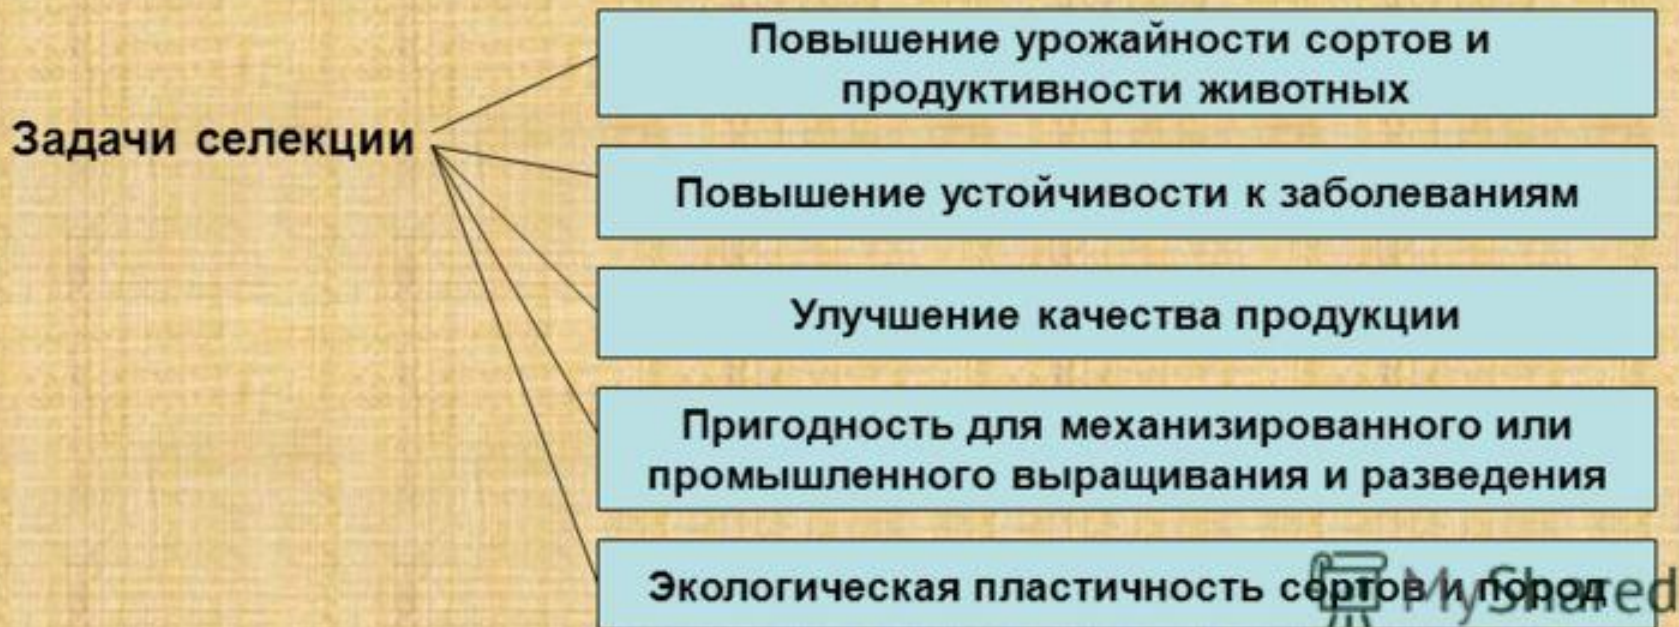 Задачи селекции
Повышение урожайности сортов и
продуктивности животных
Повышение устойчивости к заболеваниям
Улучшение качества продукции
Пригодность для механизированного или
промышленного выращивания и разведения
Экологическая пластичность сортов и пород
MyShared